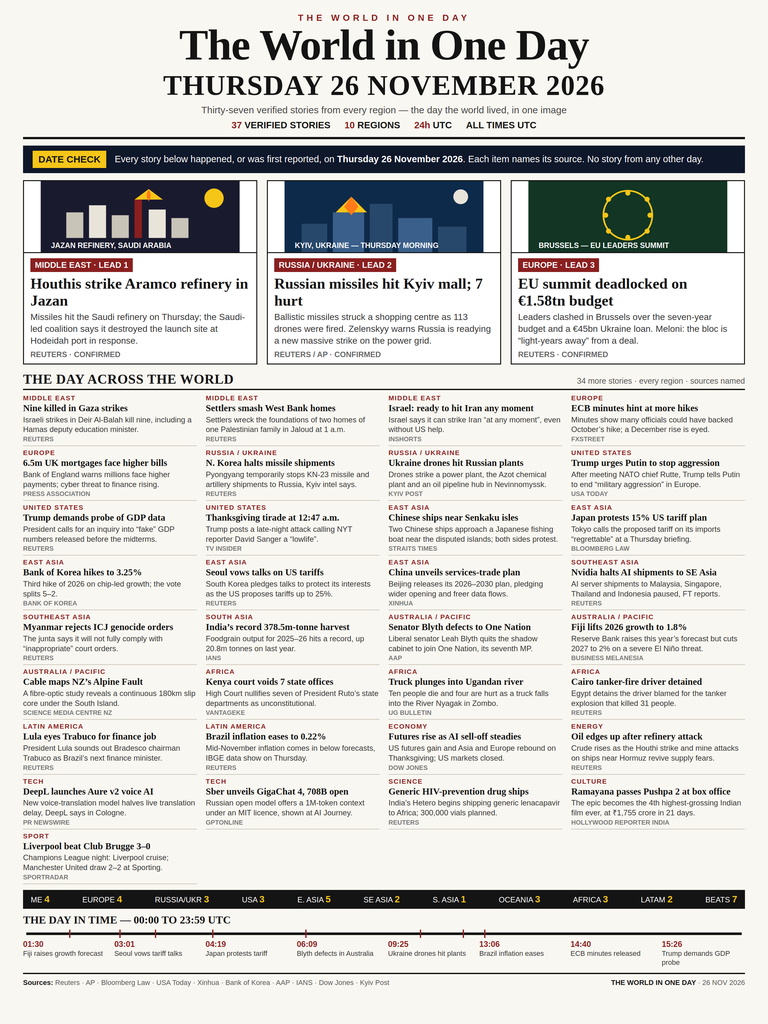 THE WORLD IN ONE DAY
The World in One Day
THURSDAY 26 NOVEMBER 2026
Thirty-seven verified stories from every region — the day the world lived, in one image
37 VERIFIED STORIES 10 REGIONS 24h UTC ALL TIMES UTC
DATE CHECK Every story below happened, or was first reported, on Thursday 26 November 2026. Each item names its source. No story from any other day.
JAZAN REFINERY, SAUDI ARABIA
MIDDLE EAST · LEAD 1
Houthis strike Aramco refinery in
Jazan
Missiles hit the Saudi refinery on Thursday; the Saudi-
led coalition says it destroyed the launch site at
Hodeidah port in response.
REUTERS · CONFIRMED
KYIV, UKRAINE — THURSDAY MORNING
RUSSIA / UKRAINE · LEAD 2
Russian missiles hit Kyiv mall; 7
hurt
Ballistic missiles struck a shopping centre as 113
drones were fired. Zelenskyy warns Russia is readying
a new massive strike on the power grid.
REUTERS / AP · CONFIRMED
BRUSSELS — EU LEADERS SUMMIT
EUROPE · LEAD 3
EU summit deadlocked on
€1.58tn budget
Leaders clashed in Brussels over the seven-year
budget and a €45bn Ukraine loan. Meloni: the bloc is
“light-years away” from a deal.
REUTERS · CONFIRMED
THE DAY ACROSS THE WORLD
34 more stories · every region · sources named
MIDDLE EAST
Nine killed in Gaza strikes
Israeli strikes in Deir Al-Balah kill nine, including a
Hamas deputy education minister.
REUTERS
MIDDLE EAST
Settlers smash West Bank homes
Settlers wreck the foundations of two homes of
one Palestinian family in Jaloud at 1 a.m.
REUTERS
MIDDLE EAST
Israel: ready to hit Iran any moment
Israel says it can strike Iran “at any moment”, even
without US help.
INSHORTS
EUROPE
ECB minutes hint at more hikes
Minutes show many officials could have backed
October’s hike; a December rise is eyed.
FXSTREET
EUROPE
6.5m UK mortgages face higher bills
Bank of England warns millions face higher
payments; cyber threat to finance rising.
PRESS ASSOCIATION
RUSSIA / UKRAINE
N. Korea halts missile shipments
Pyongyang temporarily stops KN-23 missile and
artillery shipments to Russia, Kyiv intel says.
REUTERS
RUSSIA / UKRAINE
Ukraine drones hit Russian plants
Drones strike a power plant, the Azot chemical
plant and an oil pipeline hub in Nevinnomyssk.
KYIV POST
UNITED STATES
Trump urges Putin to stop aggression
After meeting NATO chief Rutte, Trump tells Putin
to end “military aggression” in Europe.
USA TODAY
UNITED STATES
Trump demands probe of GDP data
President calls for an inquiry into “fake” GDP
numbers released before the midterms.
REUTERS
UNITED STATES
Thanksgiving tirade at 12:47 a.m.
Trump posts a late-night attack calling NYT
reporter David Sanger a “lowlife”.
TV INSIDER
EAST ASIA
Chinese ships near Senkaku isles
Two Chinese ships approach a Japanese fishing
boat near the disputed islands; both sides protest.
STRAITS TIMES
EAST ASIA
Japan protests 15% US tariff plan
Tokyo calls the proposed tariff on its imports
“regrettable” at a Thursday briefing.
BLOOMBERG LAW
EAST ASIA
Bank of Korea hikes to 3.25%
Third hike of 2026 on chip-led growth; the vote
splits 5–2.
BANK OF KOREA
EAST ASIA
Seoul vows talks on US tariffs
South Korea pledges talks to protect its interests
as the US proposes tariffs up to 25%.
REUTERS
EAST ASIA
China unveils services-trade plan
Beijing releases its 2026–2030 plan, pledging
wider opening and freer data flows.
XINHUA
SOUTHEAST ASIA
Nvidia halts AI shipments to SE Asia
AI server shipments to Malaysia, Singapore,
Thailand and Indonesia paused, FT reports.
REUTERS
SOUTHEAST ASIA
Myanmar rejects ICJ genocide orders
The junta says it will not fully comply with
“inappropriate” court orders.
REUTERS
SOUTH ASIA
India’s record 378.5m-tonne harvest
Foodgrain output for 2025–26 hits a record, up
20.8m tonnes on last year.
IANS
AUSTRALIA / PACIFIC
Senator Blyth defects to One Nation
Liberal senator Leah Blyth quits the shadow
cabinet to join One Nation, its seventh MP.
AAP
AUSTRALIA / PACIFIC
Fiji lifts 2026 growth to 1.8%
Reserve Bank raises this year’s forecast but cuts
2027 to 2% on a severe El Niño threat.
BUSINESS MELANESIA
AUSTRALIA / PACIFIC
Cable maps NZ’s Alpine Fault
A fibre-optic study reveals a continuous 180km slip
core under the South Island.
SCIENCE MEDIA CENTRE NZ
AFRICA
Kenya court voids 7 state offices
High Court nullifies seven of President Ruto’s state
departments as unconstitutional.
VANTAGEKE
AFRICA
Truck plunges into Ugandan river
Ten people die and four are hurt as a truck falls
into the River Nyagak in Zombo.
UG BULLETIN
AFRICA
Cairo tanker-fire driver detained
Egypt detains the driver blamed for the tanker
explosion that killed 31 people.
REUTERS
LATIN AMERICA
Lula eyes Trabuco for finance job
President Lula sounds out Bradesco chairman
Trabuco as Brazil’s next finance minister.
REUTERS
LATIN AMERICA
Brazil inflation eases to 0.22%
Mid-November inflation comes in below forecasts,
IBGE data show on Thursday.
REUTERS
ECONOMY
Futures rise as AI sell-off steadies
US futures gain and Asia and Europe rebound on
Thanksgiving; US markets closed.
DOW JONES
ENERGY
Oil edges up after refinery attack
Crude rises as the Houthi strike and mine attacks
on ships near Hormuz revive supply fears.
REUTERS
TECH
DeepL launches Aure v2 voice AI
New voice-translation model halves live translation
delay, DeepL says in Cologne.
PR NEWSWIRE
TECH
Sber unveils GigaChat 4, 708B open
Russian open model offers a 1M-token context
under an MIT licence, shown at AI Journey.
GPTONLINE
SCIENCE
Generic HIV-prevention drug ships
India’s Hetero begins shipping generic lenacapavir
to Africa; 300,000 vials planned.
REUTERS
CULTURE
Ramayana passes Pushpa 2 at box office
The epic becomes the 4th highest-grossing Indian
film ever, at ₹1,755 crore in 21 days.
HOLLYWOOD REPORTER INDIA
SPORT
Liverpool beat Club Brugge 3–0
Champions League night: Liverpool cruise;
Manchester United draw 2–2 at Sporting.
SPORTRADAR
ME 4 EUROPE 4 RUSSIA/UKR 3 USA 3 E. ASIA 5 SE ASIA 2 S. ASIA 1 OCEANIA 3 AFRICA 3 LATAM 2 BEATS 7
THE DAY IN TIME — 00:00 TO 23:59 UTC
01:30
Fiji raises growth forecast
03:01
Seoul vows tariff talks
04:19
Japan protests tariff
06:09
Blyth defects in Australia
09:25
Ukraine drones hit plants
13:06
Brazil inflation eases
14:40
ECB minutes released
15:26
Trump demands GDP
probe
Sources: Reuters · AP · Bloomberg Law · USA Today · Xinhua · Bank of Korea · AAP · IANS · Dow Jones · Kyiv Post
THE WORLD IN ONE DAY · 26 NOV 2026